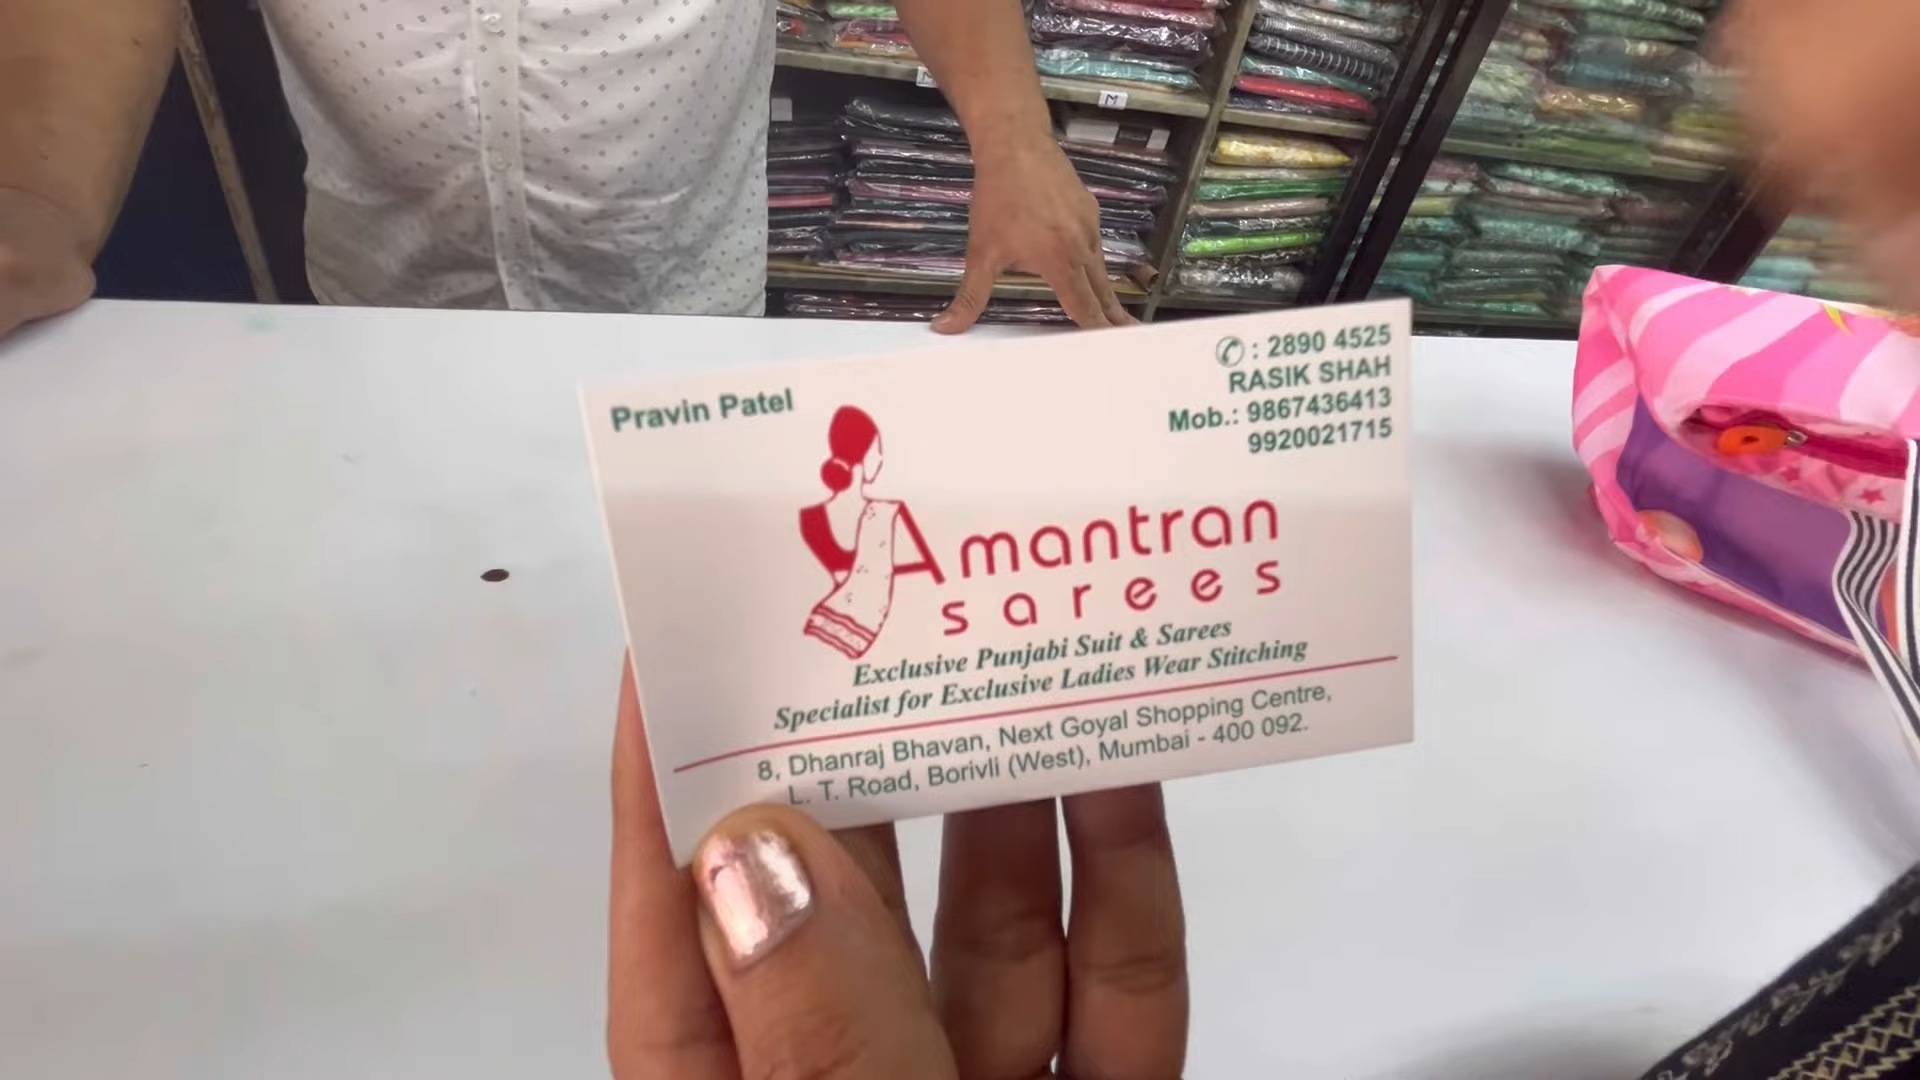 Pravin Patel
✆ : 2890 4525
RASIK SHAH
Mob.: 9867436413
9920021715
Amantran
sarees
Exclusive Punjabi Suit & Sarees
Specialist for Exclusive Ladies Wear Stitching
8, Dhanraj Bhavan, Next Goyal Shopping Centre,
L. T. Road, Borivli (West), Mumbai - 400 092.
M
M